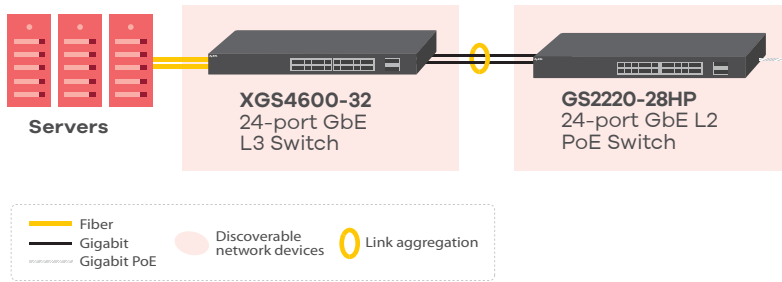 Servers
XGS4600-32
24-port GbE
L3 Switch
GS2220-28HP
24-port GbE L2
PoE Switch
Fiber
Gigabit
Gigabit PoE
Discoverable
network devices
Link aggregation